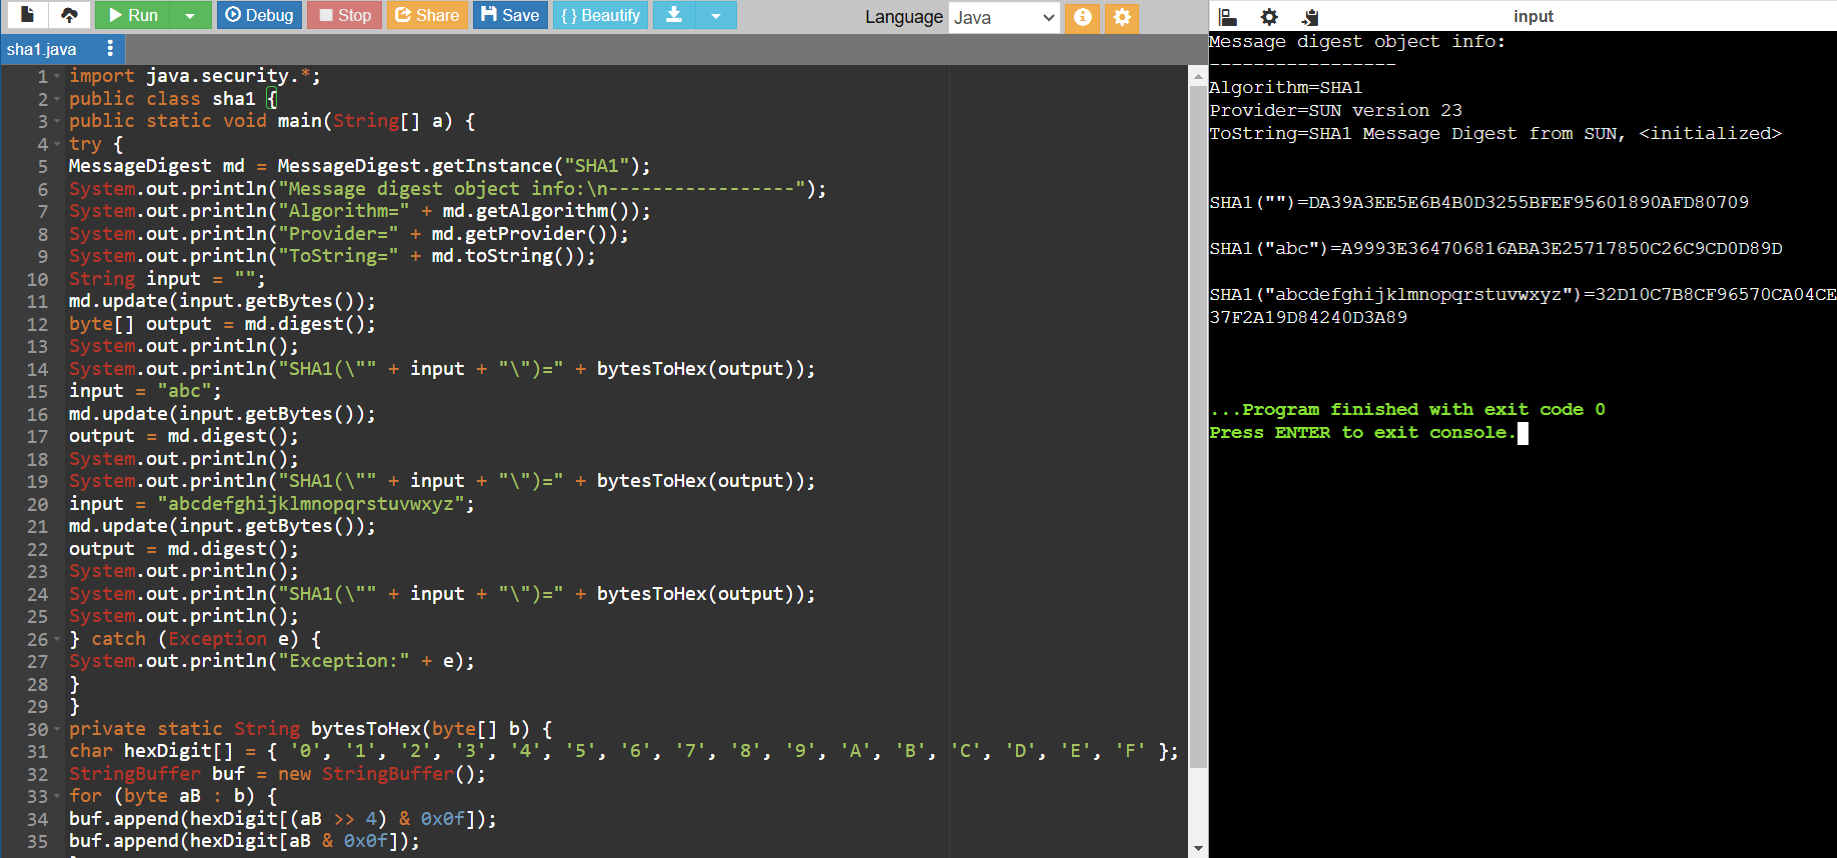 Run
Debug
Stop
Share
Save
{ } Beautify
Language Java
input
sha1.java
1 import java.security.*;
2 public class sha1 {
3 public static void main(String[] a) {
4 try {
5 MessageDigest md = MessageDigest.getInstance("SHA1");
6 System.out.println("Message digest object info:\n-----------------");
7 System.out.println("Algorithm=" + md.getAlgorithm());
8 System.out.println("Provider=" + md.getProvider());
9 System.out.println("ToString=" + md.toString());
10 String input = "";
11 md.update(input.getBytes());
12 byte[] output = md.digest();
13 System.out.println();
14 System.out.println("SHA1(\"" + input + "\")=" + bytesToHex(output));
15 input = "abc";
16 md.update(input.getBytes());
17 output = md.digest();
18 System.out.println();
19 System.out.println("SHA1(\"" + input + "\")=" + bytesToHex(output));
20 input = "abcdefghijklmnopqrstuvwxyz";
21 md.update(input.getBytes());
22 output = md.digest();
23 System.out.println();
24 System.out.println("SHA1(\"" + input + "\")=" + bytesToHex(output));
25 System.out.println();
26 } catch (Exception e) {
27 System.out.println("Exception:" + e);
28 }
29 }
30 private static String bytesToHex(byte[] b) {
31 char hexDigit[] = { '0', '1', '2', '3', '4', '5', '6', '7', '8', '9', 'A', 'B', 'C', 'D', 'E', 'F' };
32 StringBuffer buf = new StringBuffer();
33 for (byte aB : b) {
34 buf.append(hexDigit[(aB >> 4) & 0x0f]);
35 buf.append(hexDigit[aB & 0x0f]);
Message digest object info:
-----------------
Algorithm=SHA1
Provider=SUN version 23
ToString=SHA1 Message Digest from SUN, <initialized>
SHA1("")=DA39A3EE5E6B4B0D3255BFEF95601890AFD80709
SHA1("abc")=A9993E364706816ABA3E25717850C26C9CD0D89D
SHA1("abcdefghijklmnopqrstuvwxyz")=32D10C7B8CF96570CA04CE
37F2A19D84240D3A89
...Program finished with exit code 0
Press ENTER to exit console.